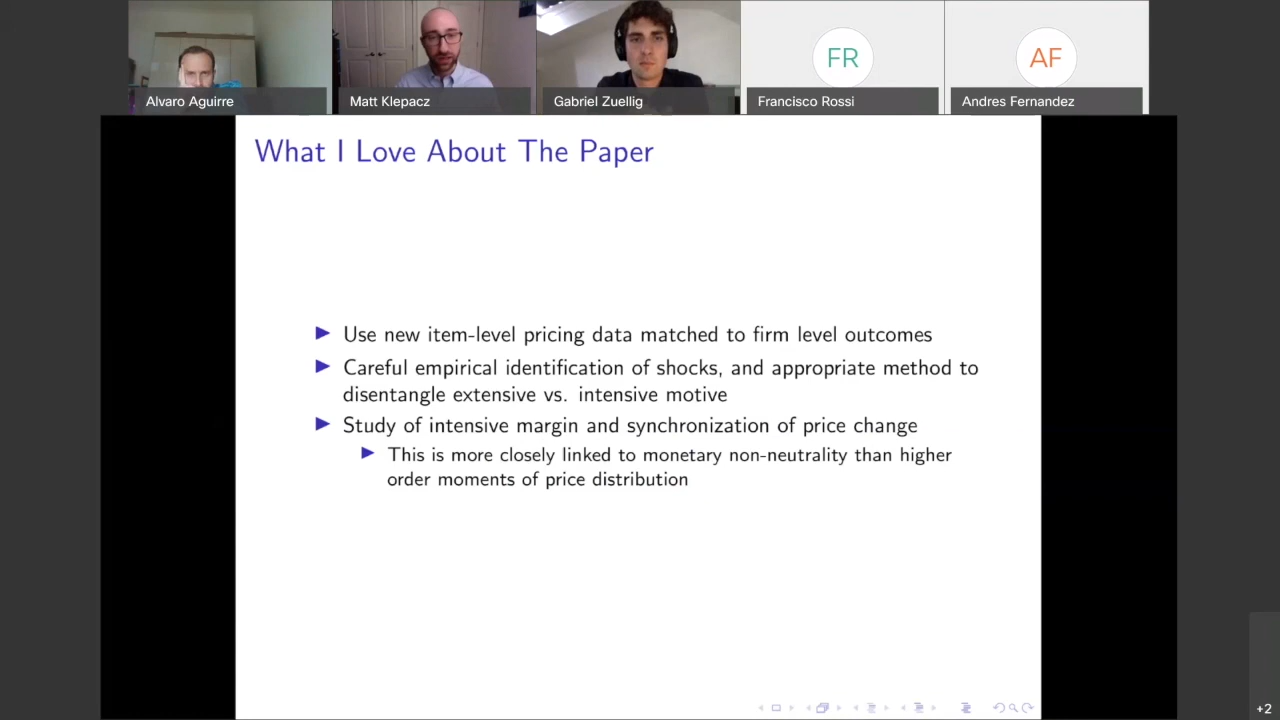 FR
AF
Alvaro Aguirre
Matt Klepacz
Gabriel Zuellig
Francisco Rossi
Andres Fernandez
What I Love About The Paper
Use new item-level pricing data matched to firm level outcomes
Careful empirical identification of shocks, and appropriate method to
disentangle extensive vs. intensive motive
Study of intensive margin and synchronization of price change
This is more closely linked to monetary non-neutrality than higher
order moments of price distribution
+2